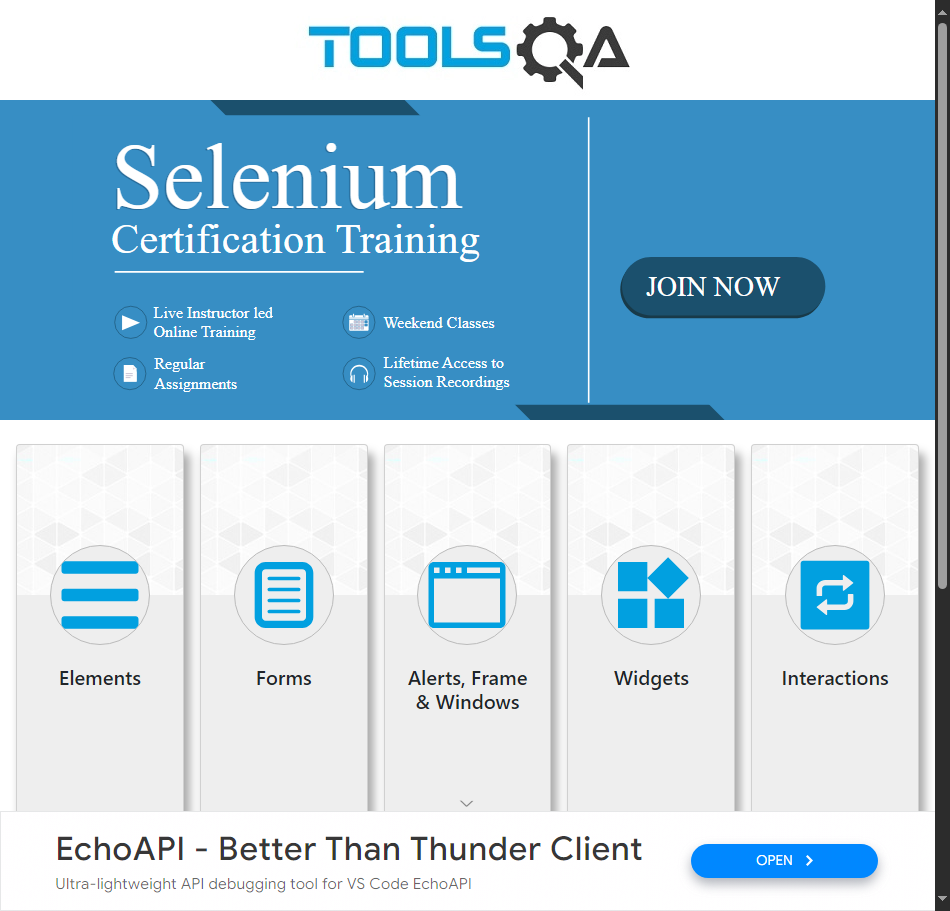 TOOLSQA
Selenium
Certification Training
JOIN NOW
Live Instructor led
Online Training
Weekend Classes
Regular
Assignments
Lifetime Access to
Session Recordings
Elements
Forms
Alerts, Frame
& Windows
Widgets
Interactions
EchoAPI - Better Than Thunder Client
Ultra-lightweight API debugging tool for VS Code EchoAPI
OPEN